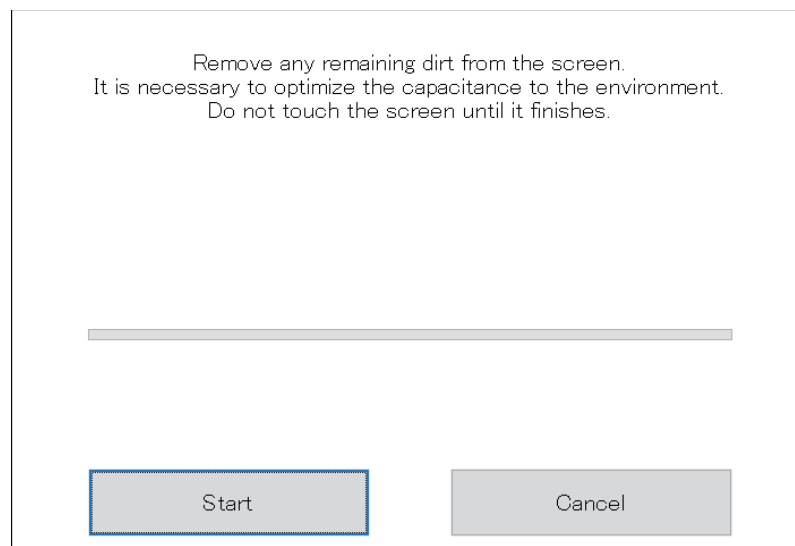 Remove any remaining dirt from the screen.
It is necessary to optimize the capacitance to the environment.
Do not touch the screen until it finishes.
Start
Cancel